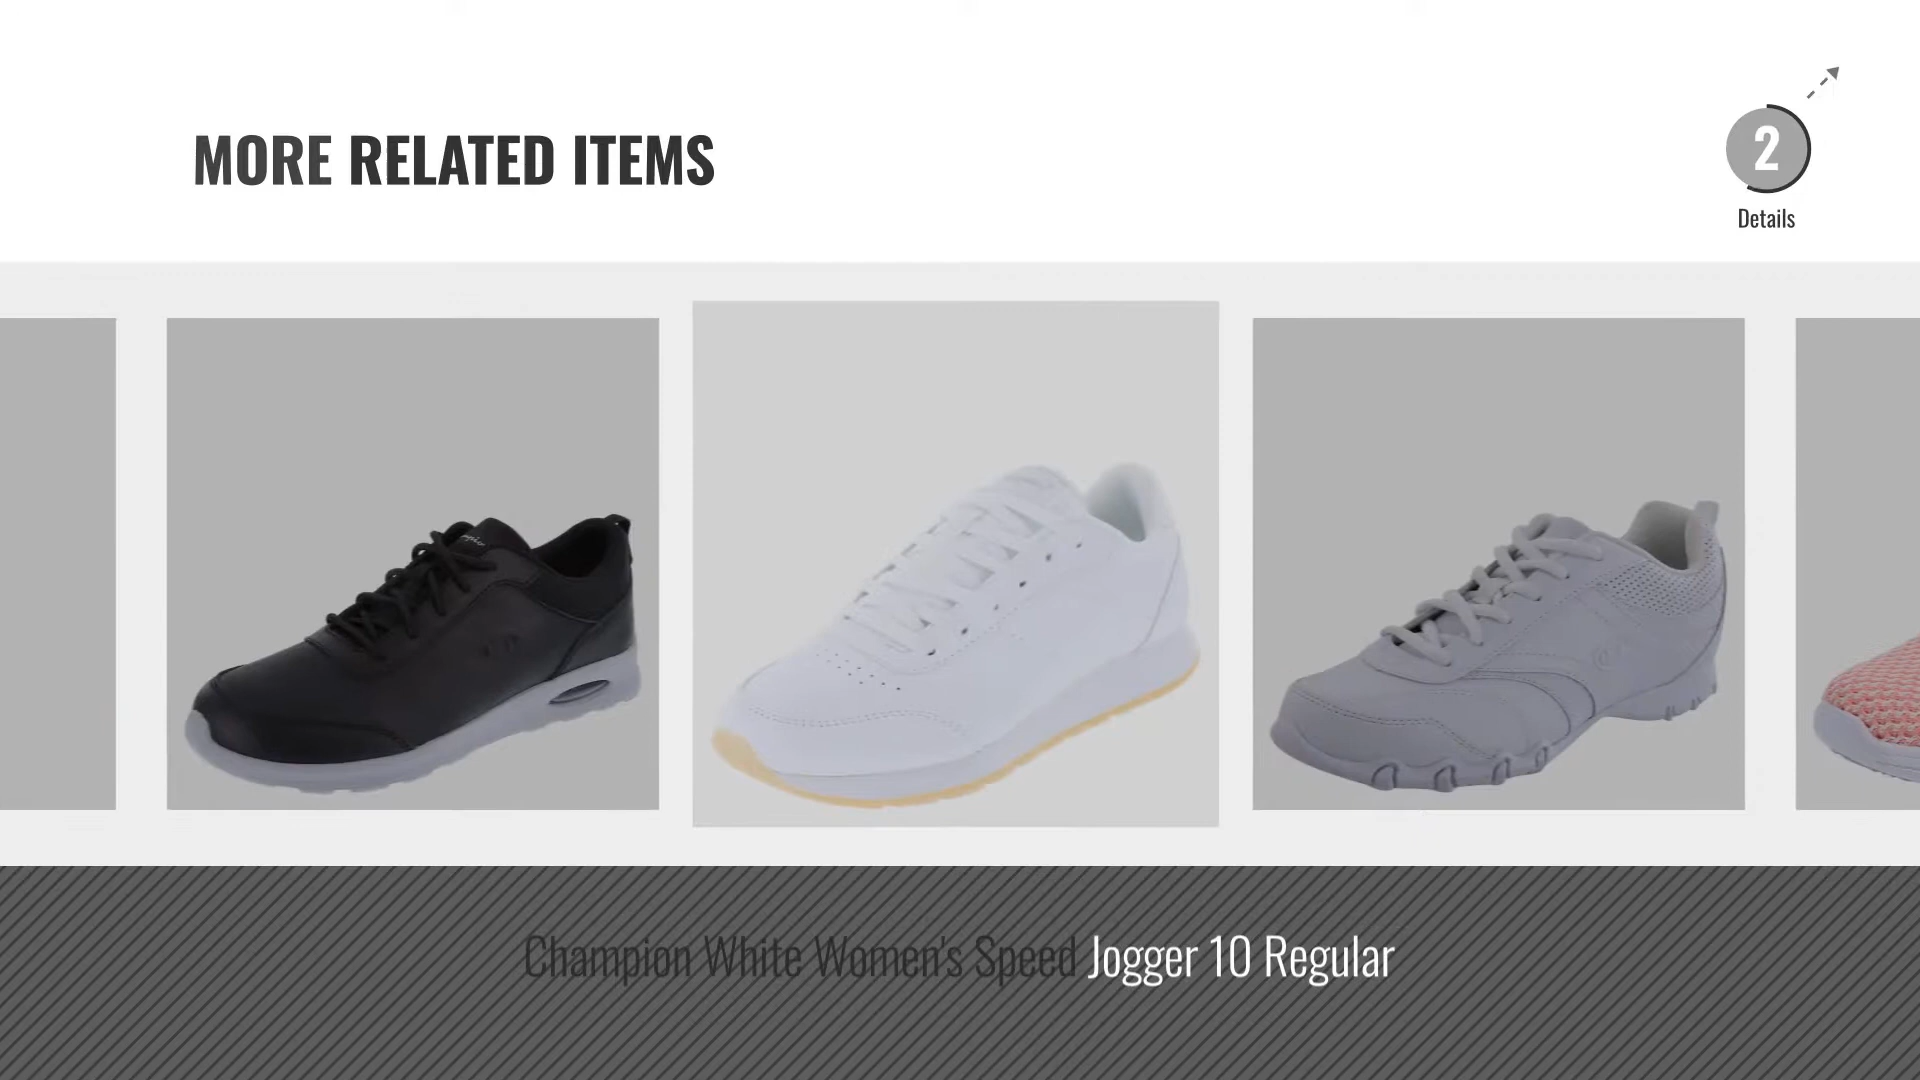 MORE RELATED ITEMS
2
Details
Champion White Women's Speed Jogger 10 Regular